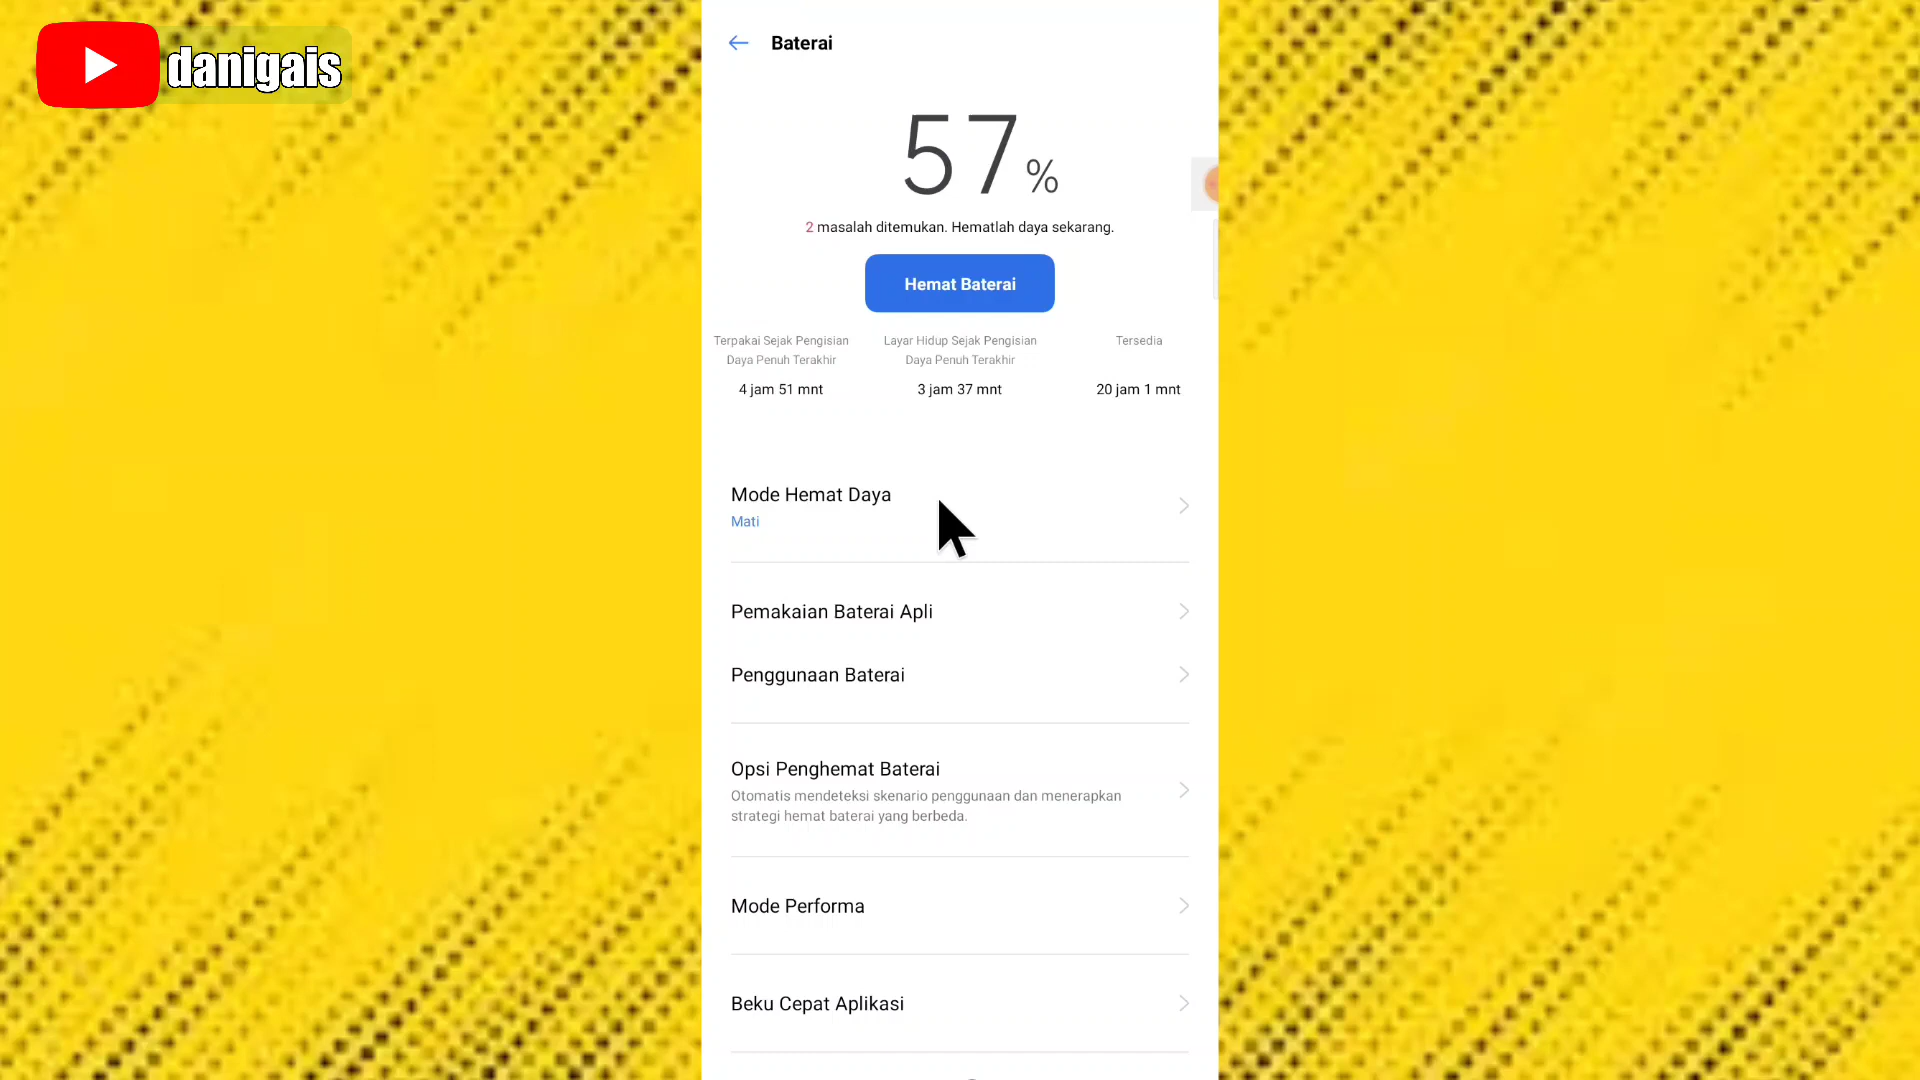 danigais
Baterai
57%
2 masalah ditemukan. Hematlah daya sekarang.
Hemat Baterai
Terpakai Sejak Pengisian
Daya Penuh Terakhir
4 jam 51 mnt
Layar Hidup Sejak Pengisian
Daya Penuh Terakhir
3 jam 37 mnt
Tersedia
20 jam 1 mnt
Mode Hemat Daya
Mati
Pemakaian Baterai Apli
Penggunaan Baterai
Opsi Penghemat Baterai
Otomatis mendeteksi skenario penggunaan dan menerapkan
strategi hemat baterai yang berbeda.
Mode Performa
Beku Cepat Aplikasi